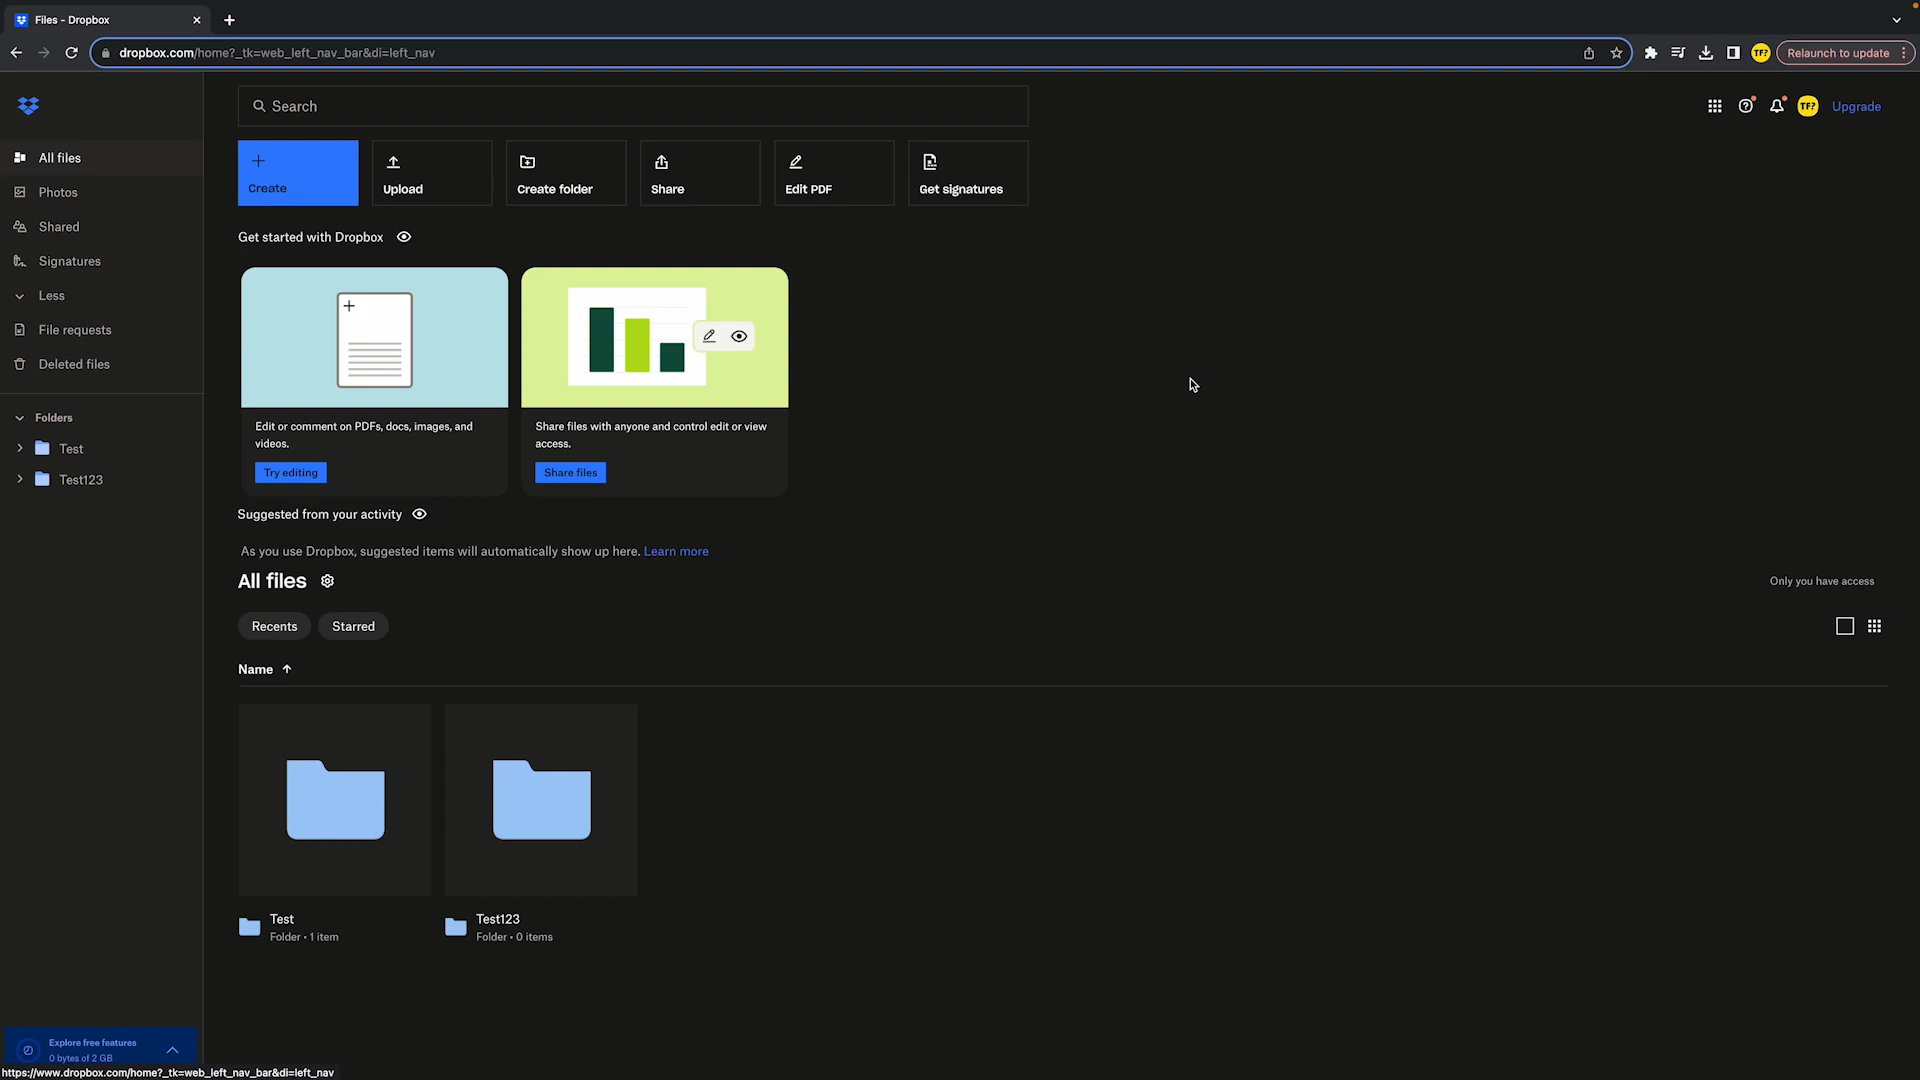 Files - Dropbox
dropbox.com/home?_tk=web_left_nav_bar&di=left_nav
TF?
Relaunch to update
Search
TF?
Upgrade
All files
Photos
Shared
Signatures
Less
File requests
Deleted files
Folders
Test
Test123
Create
Upload
Create folder
Share
Edit PDF
Get signatures
Get started with Dropbox
Edit or comment on PDFs, docs, images, and
videos.
Try editing
Share files with anyone and control edit or view
access.
Share files
Suggested from your activity
As you use Dropbox, suggested items will automatically show up here. Learn more
All files
Only you have access
Recents
Starred
Name
Test
Folder • 1 item
Test123
Folder • 0 items
Explore free features
0 bytes of 2 GB
https://www.dropbox.com/home?_tk=web_left_nav_bar&di=left_nav